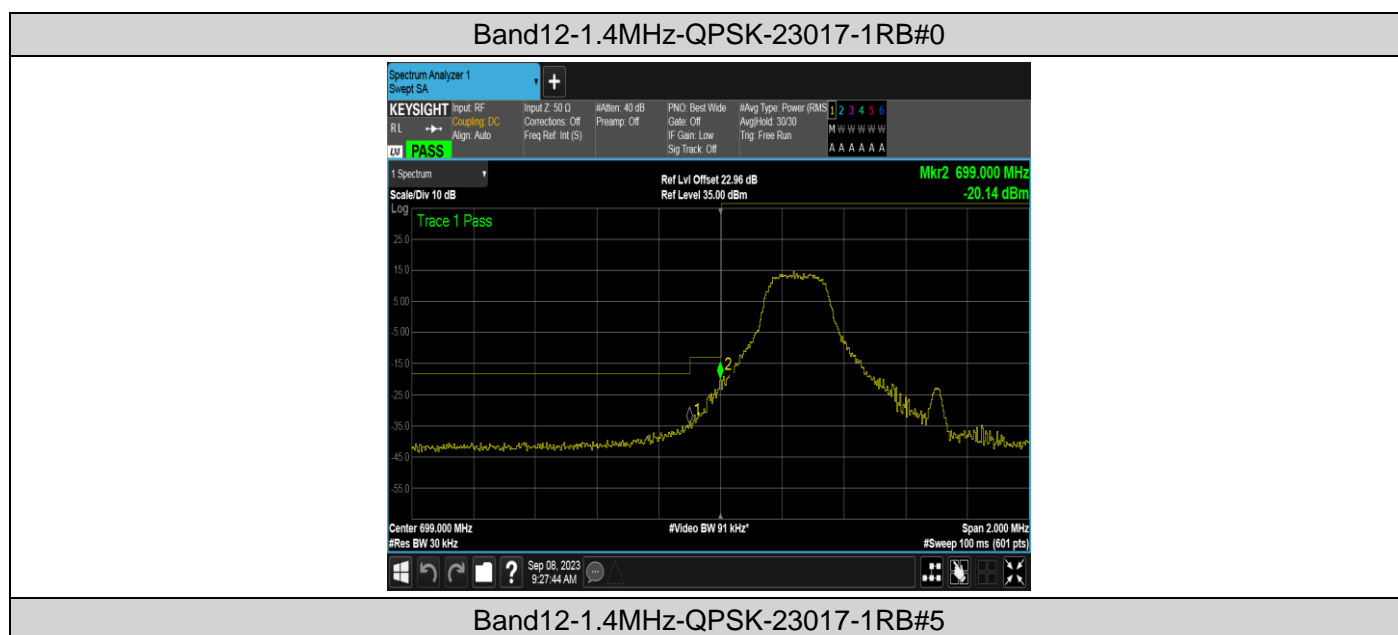 Band12-1.4MHz-QPSK-23017-1RB#0
Spectrum Analyzer 1
Swept SA
+
KEYSIGHT Input: RF Input Z: 50 Ω #Atten: 40 dB PNO: Best Wide #Avg Type: Power (RMS 1 2 3 4 5 6
RL Coupling: DC Corrections: Off Preamp: Off Gate: Off Avg|Hold: 30/30 M W W W W W
Align: Auto Freq Ref: Int (S) IF Gain: Low Trig: Free Run
LXI PASS Sig Track: Off A A A A A A
1 Spectrum Ref Lvl Offset 22.96 dB Mkr2 699.000 MHz
Scale/Div 10 dB Ref Level 35.00 dBm -20.14 dBm
Log
Trace 1 Pass
25.0
15.0
5.00
-5.00
-15.0
2
-25.0
1
-35.0
-45.0
-55.0
Center 699.000 MHz #Video BW 91 kHz* Span 2.000 MHz
#Res BW 30 kHz #Sweep 100 ms (601 pts)
? Sep 08, 2023
9:27:44 AM
Band12-1.4MHz-QPSK-23017-1RB#5